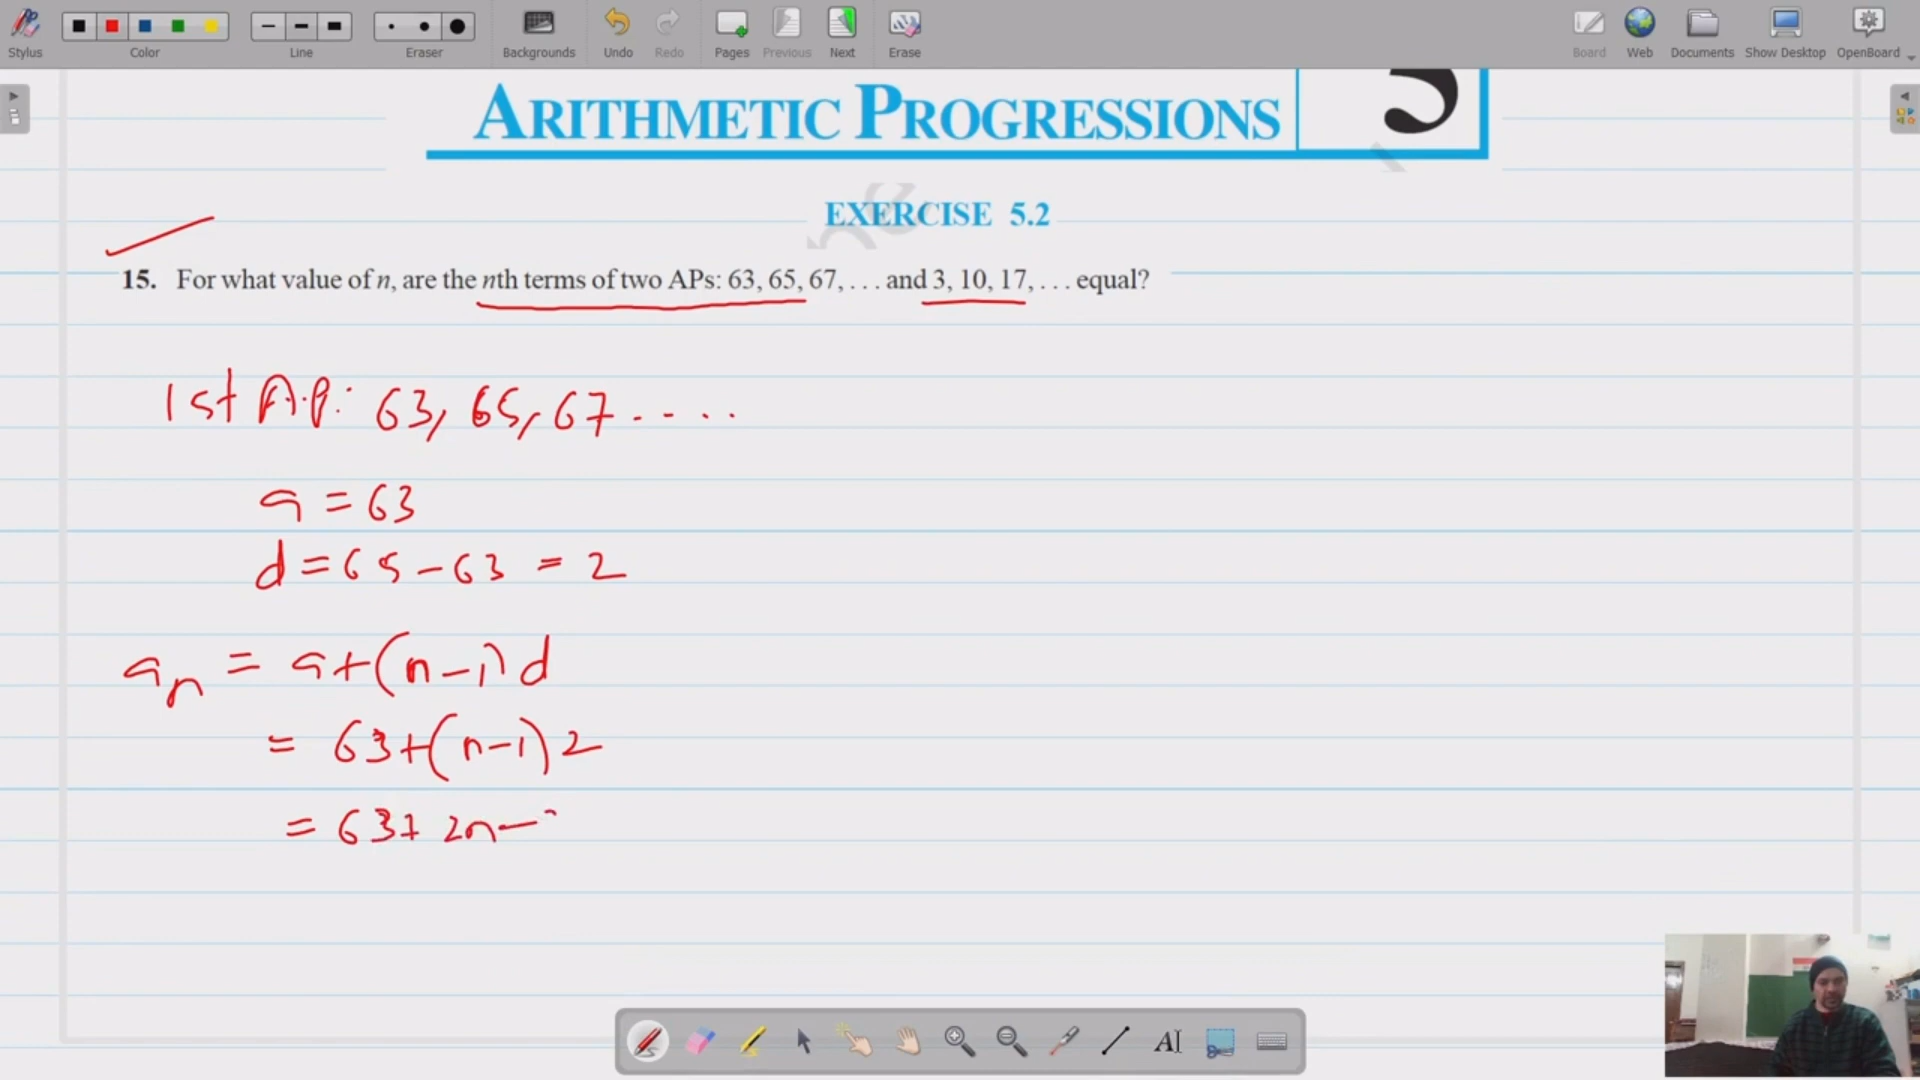 Stylus Color Line Eraser Backgrounds Undo Redo Pages Previous Next Erase Board Web Documents Show Desktop OpenBoard
ARITHMETIC PROGRESSIONS
EXERCISE 5.2
15. For what value of n, are the nth terms of two APs: 63, 65, 67, . . . and 3, 10, 17, . . . equal?
1st A.P: 63, 65, 67 . . . .
a = 63
d = 65 - 63 = 2
an = a+(n-1)d
= 63+(n-1)2
= 63+2n-